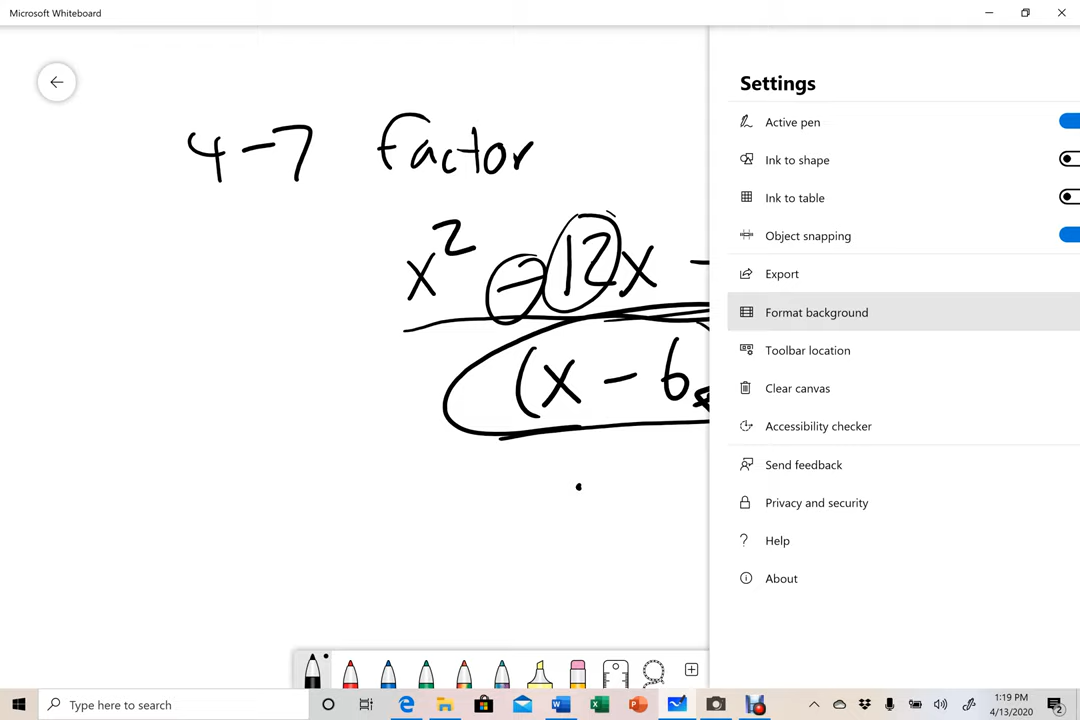 Microsoft Whiteboard
4-7 Factor
x² - 12x -
(x - 6
Settings
Active pen
Ink to shape
Ink to table
Object snapping
Export
Format background
Toolbar location
Clear canvas
Accessibility checker
Send feedback
Privacy and security
Help
About
Type here to search
1:19 PM
4/13/2020
2